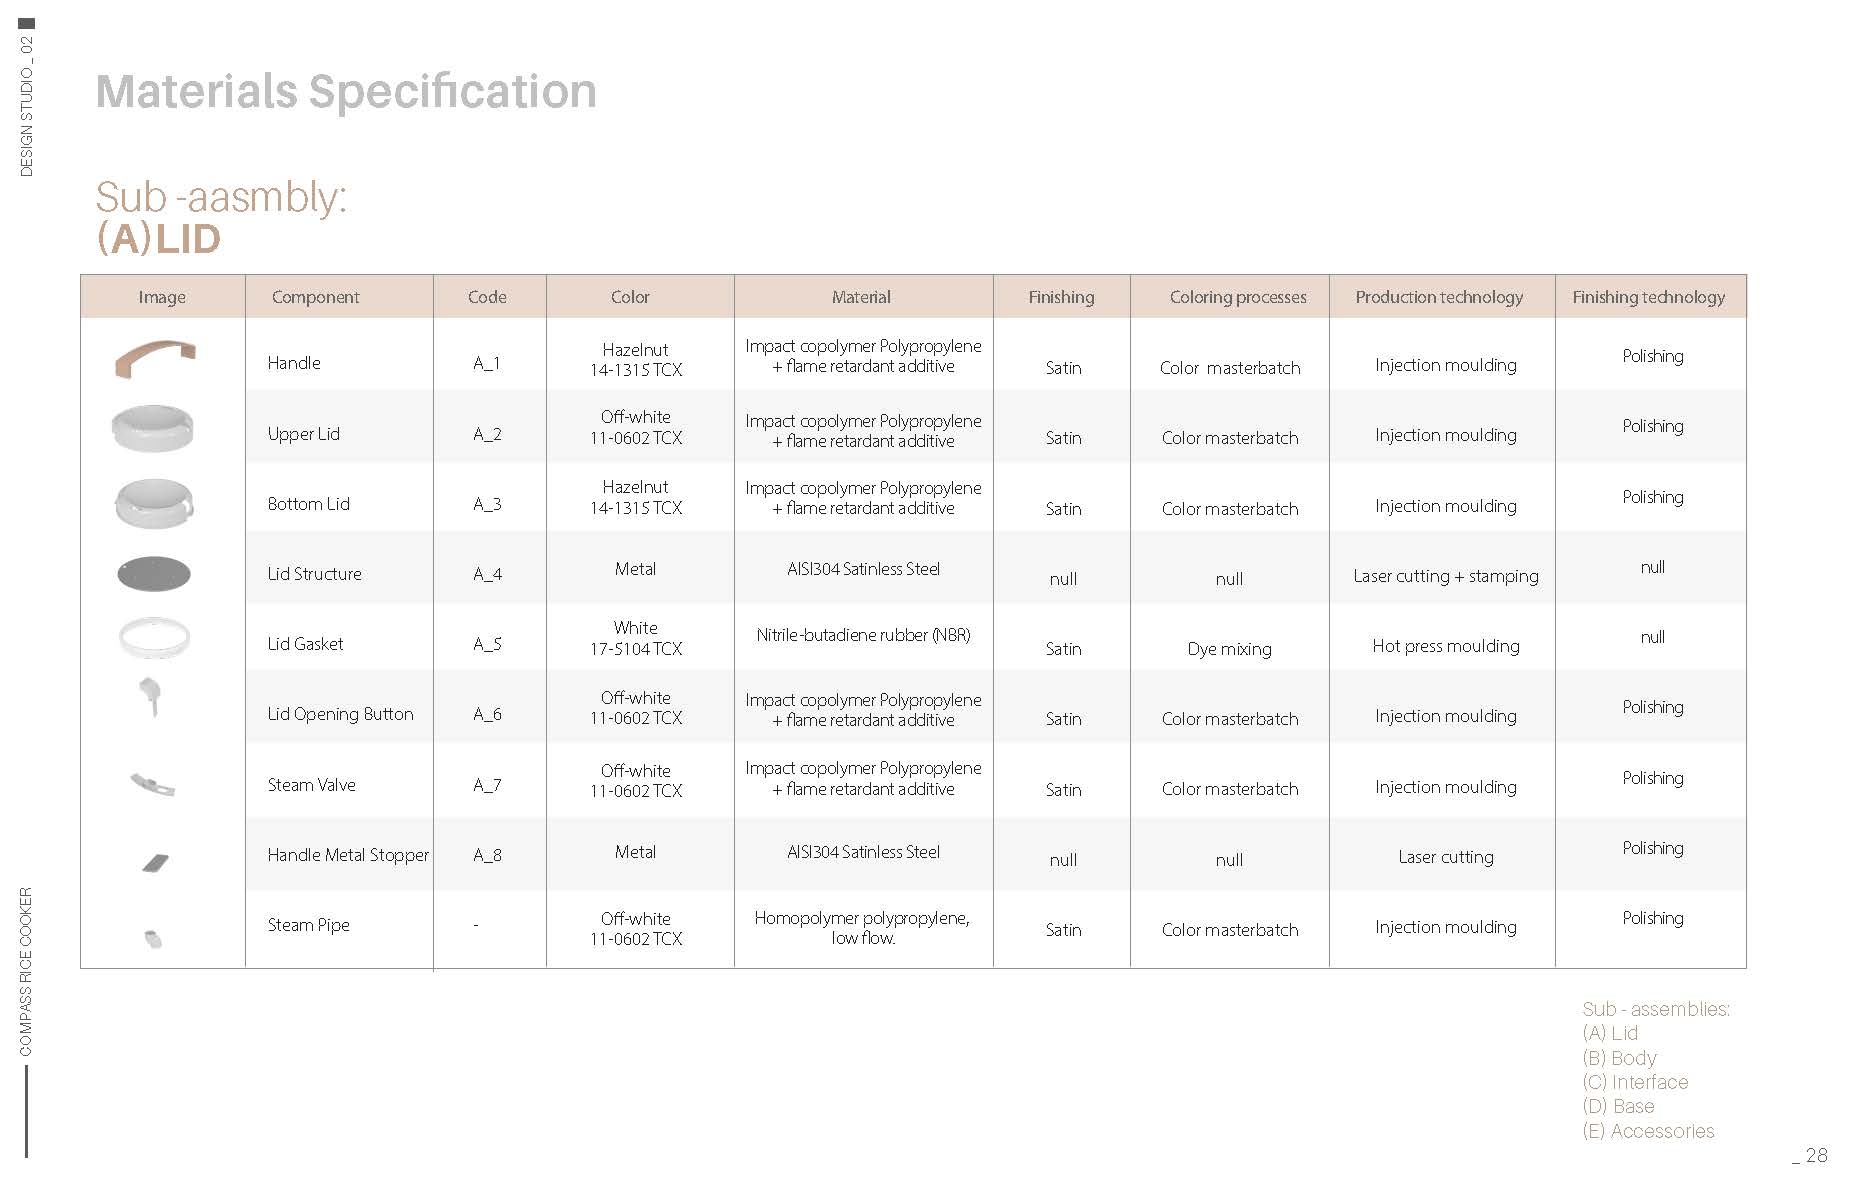 DESIGN STUDIO _ 02
Materials Specification
Sub -aasmbly:
(A)LID
Image Component Code Color Material Finishing Coloring processes Production technology Finishing technology
Handle A_1 Hazelnut 14-1315 TCX Impact copolymer Polypropylene + flame retardant additive Satin Color masterbatch Injection moulding Polishing
Upper Lid A_2 Off-white 11-0602 TCX Impact copolymer Polypropylene + flame retardant additive Satin Color masterbatch Injection moulding Polishing
Bottom Lid A_3 Hazelnut 14-1315 TCX Impact copolymer Polypropylene + flame retardant additive Satin Color masterbatch Injection moulding Polishing
Lid Structure A_4 Metal AISI304 Satinless Steel null null Laser cutting + stamping null
Lid Gasket A_5 White 17-5104 TCX Nitrile-butadiene rubber (NBR) Satin Dye mixing Hot press moulding null
Lid Opening Button A_6 Off-white 11-0602 TCX Impact copolymer Polypropylene + flame retardant additive Satin Color masterbatch Injection moulding Polishing
Steam Valve A_7 Off-white 11-0602 TCX Impact copolymer Polypropylene + flame retardant additive Satin Color masterbatch Injection moulding Polishing
Handle Metal Stopper A_8 Metal AISI304 Satinless Steel null null Laser cutting Polishing
Steam Pipe - Off-white 11-0602 TCX Homopolymer polypropylene, low flow. Satin Color masterbatch Injection moulding Polishing
COMPASS RICE COOKER
Sub - assemblies:
(A) Lid
(B) Body
(C) Interface
(D) Base
(E) Accessories
_ 28